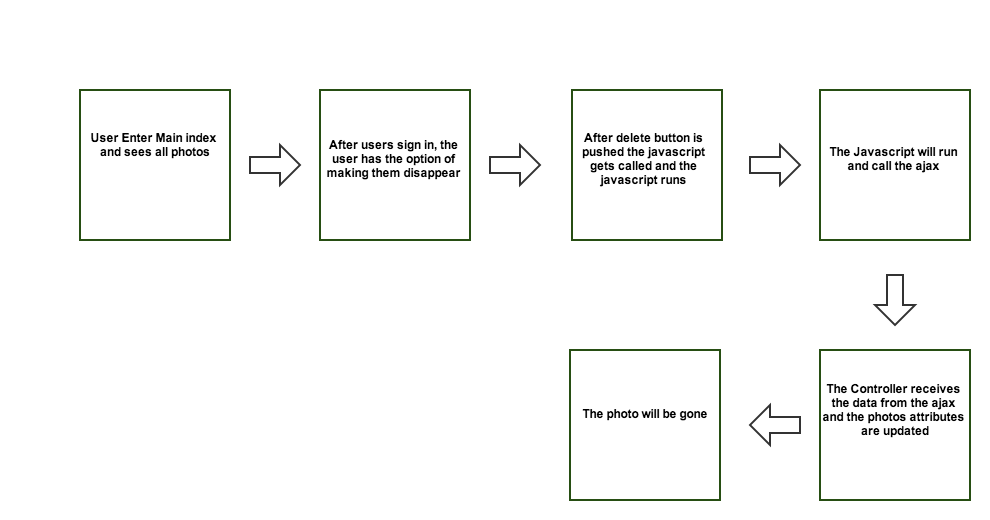 User Enter Main index
and sees all photos
After users sign in, the
user has the option of
making them disappear
After delete button is
pushed the javascript
gets called and the
javascript runs
The Javascript will run
and call the ajax
The Controller receives
the data from the ajax
and the photos attributes
are updated
The photo will be gone